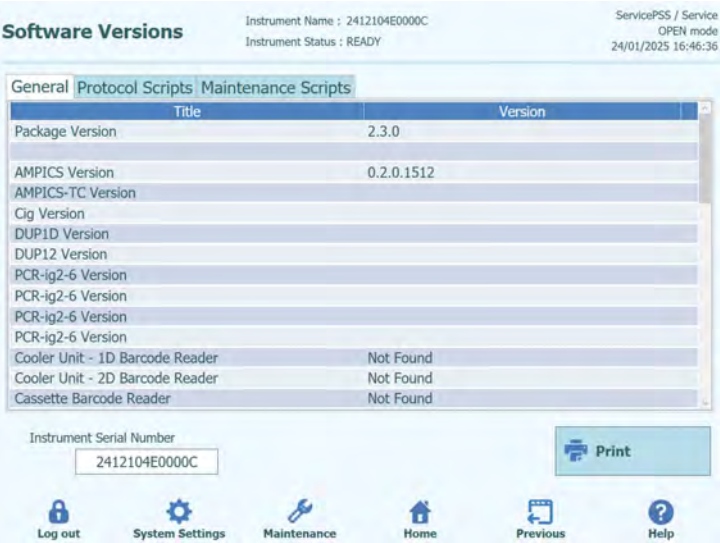 Software Versions
Instrument Name : 2412104E0000C
Instrument Status : READY
ServicePSS / Service
OPEN mode
24/01/2025 16:46:36
General Protocol Scripts Maintenance Scripts
Title Version
Package Version 2.3.0
AMPICS Version 0.2.0.1512
AMPICS-TC Version
Cig Version
DUP1D Version
DUP12 Version
PCR-ig2-6 Version
PCR-ig2-6 Version
PCR-ig2-6 Version
PCR-ig2-6 Version
Cooler Unit - 1D Barcode Reader Not Found
Cooler Unit - 2D Barcode Reader Not Found
Cassette Barcode Reader Not Found
Instrument Serial Number
2412104E0000C
Print
Log out System Settings Maintenance Home Previous Help